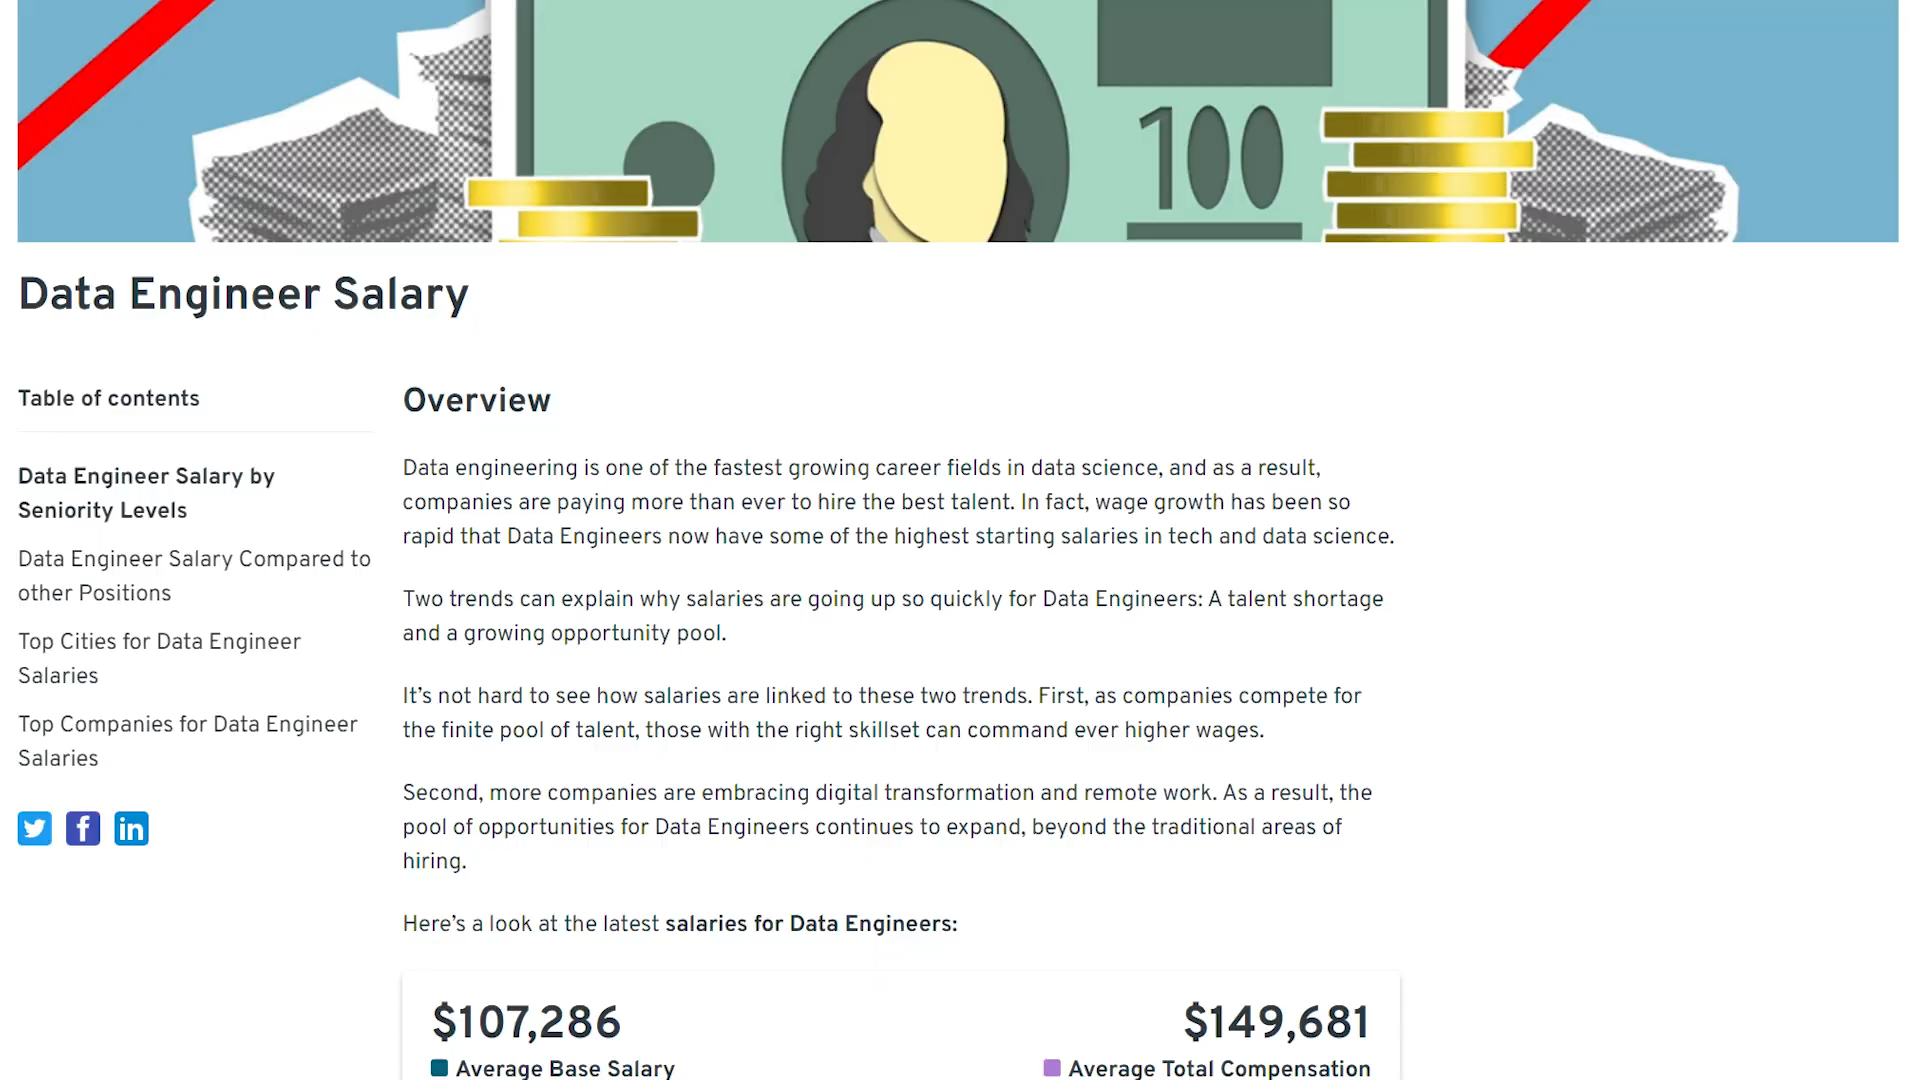 100
Data Engineer Salary
Table of contents
Data Engineer Salary by
Seniority Levels
Data Engineer Salary Compared to
other Positions
Top Cities for Data Engineer
Salaries
Top Companies for Data Engineer
Salaries
Overview
Data engineering is one of the fastest growing career fields in data science, and as a result,
companies are paying more than ever to hire the best talent. In fact, wage growth has been so
rapid that Data Engineers now have some of the highest starting salaries in tech and data science.
Two trends can explain why salaries are going up so quickly for Data Engineers: A talent shortage
and a growing opportunity pool.
It’s not hard to see how salaries are linked to these two trends. First, as companies compete for
the finite pool of talent, those with the right skillset can command ever higher wages.
Second, more companies are embracing digital transformation and remote work. As a result, the
pool of opportunities for Data Engineers continues to expand, beyond the traditional areas of
hiring.
Here’s a look at the latest salaries for Data Engineers:
$107,286
Average Base Salary
$149,681
Average Total Compensation